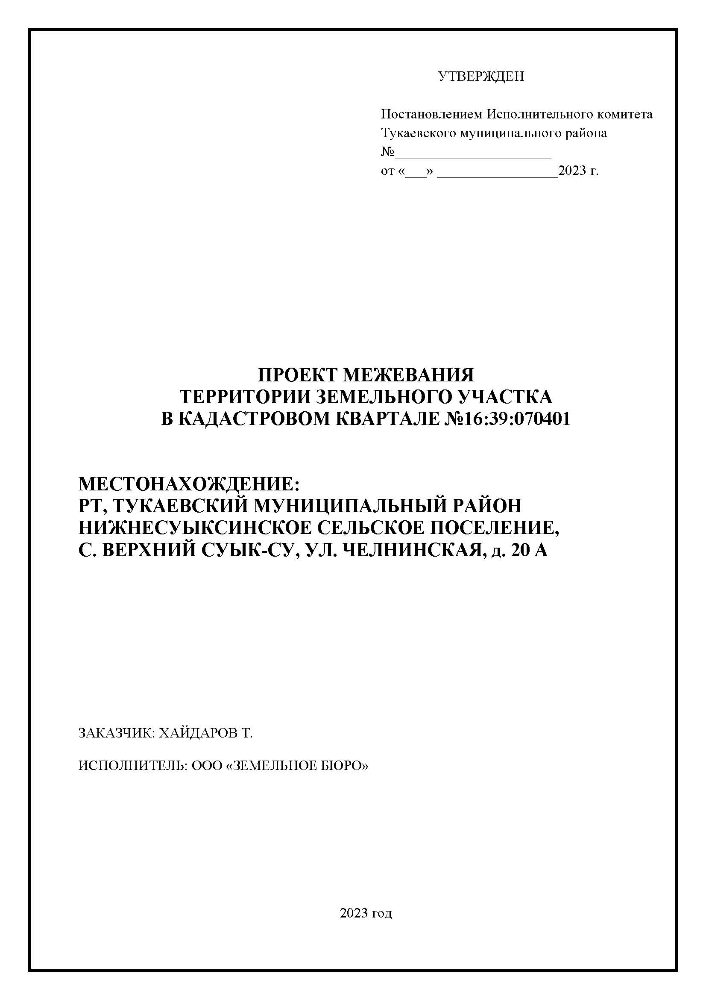 УТВЕРЖДЕН
Постановлением Исполнительного комитета
Тукаевского муниципального района
№__________________________
от «___» _________________2023 г.
ПРОЕКТ МЕЖЕВАНИЯ
ТЕРРИТОРИИ ЗЕМЕЛЬНОГО УЧАСТКА
В КАДАСТРОВОМ КВАРТАЛЕ №16:39:070401
МЕСТОНАХОЖДЕНИЕ:
РТ, ТУКАЕВСКИЙ МУНИЦИПАЛЬНЫЙ РАЙОН
НИЖНЕСУЫКСИНСКОЕ СЕЛЬСКОЕ ПОСЕЛЕНИЕ,
С. ВЕРХНИЙ СУЫК-СУ, УЛ. ЧЕЛНИНСКАЯ, д. 20 А
ЗАКАЗЧИК: ХАЙДАРОВ Т.
ИСПОЛНИТЕЛЬ: ООО «ЗЕМЕЛЬНОЕ БЮРО»
2023 год